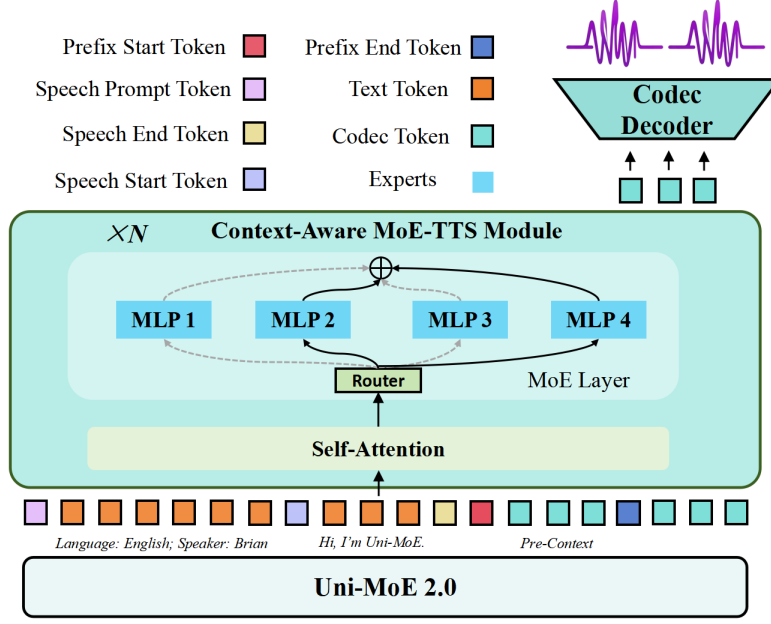 Prefix Start Token
Prefix End Token
Speech Prompt Token
Text Token
Speech End Token
Codec Token
Speech Start Token
Experts
Codec
Decoder
×N
Context-Aware MoE-TTS Module
MLP 1
MLP 2
MLP 3
MLP 4
Router
MoE Layer
Self-Attention
Language: English; Speaker: Brian
Hi, I'm Uni-MoE.
Pre-Context
Uni-MoE 2.0